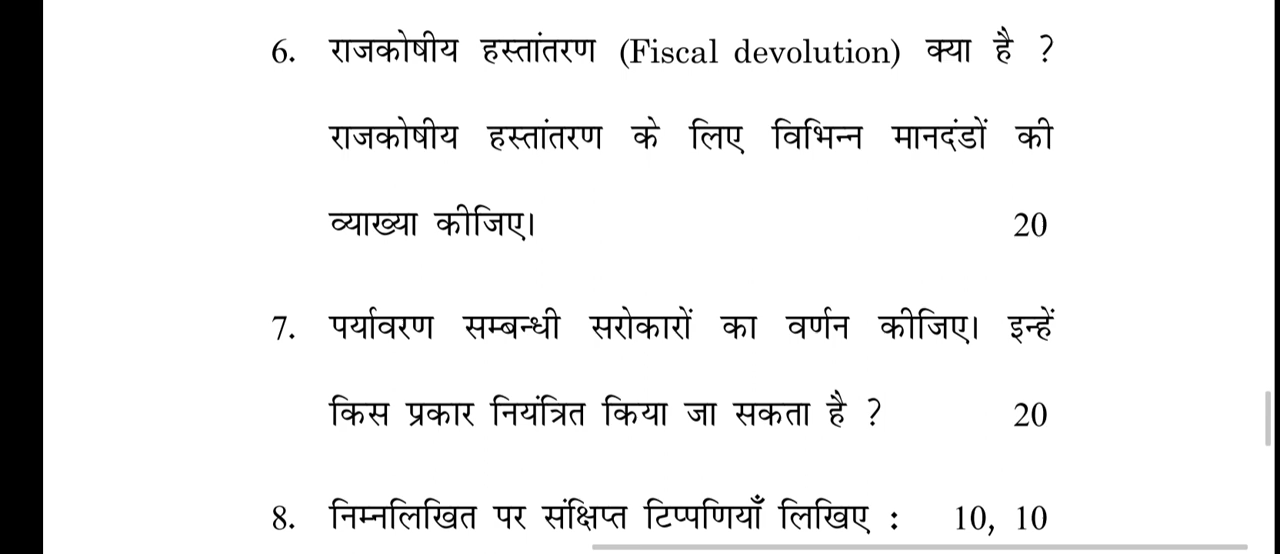 6. राजकोषीय हस्तांतरण (Fiscal devolution) क्या है ?
राजकोषीय हस्तांतरण के लिए विभिन्न मानदंडों की
व्याख्या कीजिए। 20
7. पर्यावरण सम्बन्धी सरोकारों का वर्णन कीजिए। इन्हें
किस प्रकार नियंत्रित किया जा सकता है ? 20
8. निम्नलिखित पर संक्षिप्त टिप्पणियाँ लिखिए : 10, 10